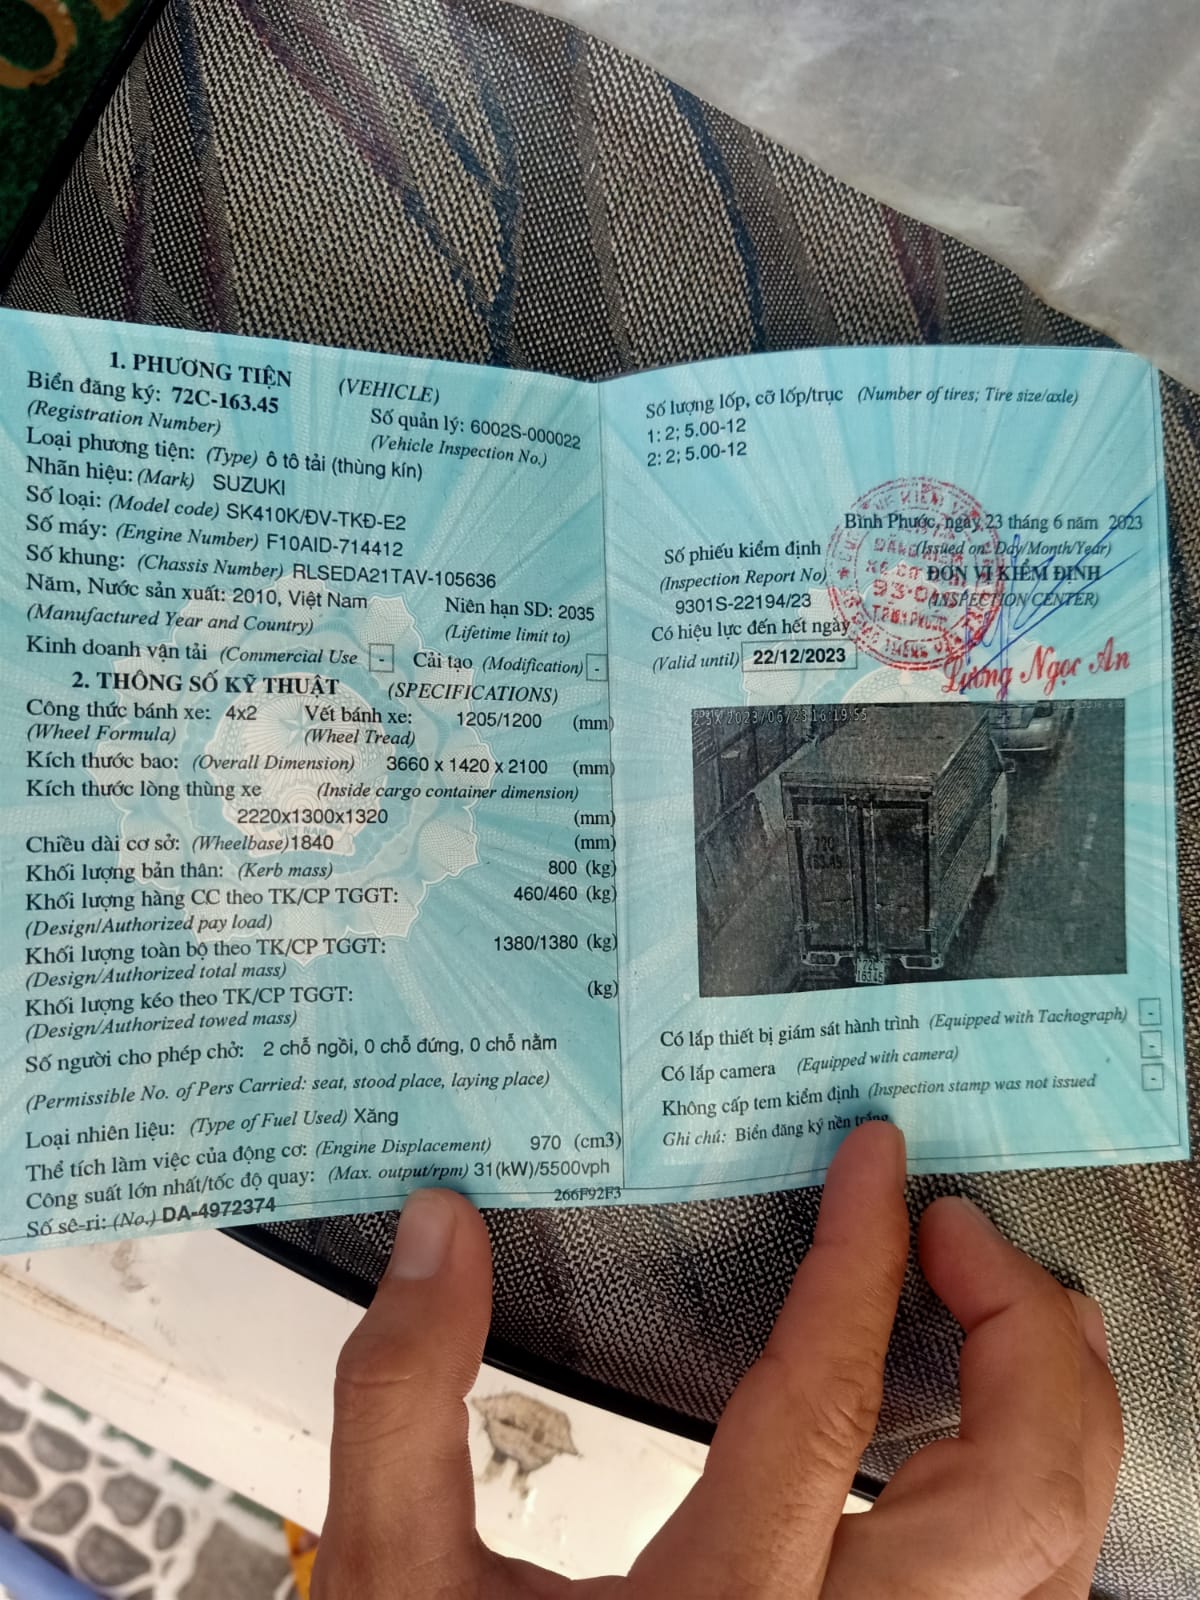 1. PHƯƠNG TIỆN (VEHICLE)
Biển đăng ký: 72C-163.45 Số quản lý: 6002S-000022
(Registration Number) (Vehicle Inspection No.)
Loại phương tiện: (Type) ô tô tải (thùng kín)
Nhãn hiệu: (Mark) SUZUKI
Số loại: (Model code) SK410K/ĐV-TKĐ-E2
Số máy: (Engine Number) F10AID-714412
Số khung: (Chassis Number) RLSEDA21TAV-105636
Năm, Nước sản xuất: 2010, Việt Nam Niên hạn SD: 2035
(Manufactured Year and Country) (Lifetime limit to)
Kinh doanh vận tải (Commercial Use - Cải tạo (Modification) -
2. THÔNG SỐ KỸ THUẬT (SPECIFICATIONS)
Công thức bánh xe: 4x2 Vết bánh xe: 1205/1200 (mm)
(Wheel Formula) (Wheel Tread)
Kích thước bao: (Overall Dimension) 3660 x 1420 x 2100 (mm)
Kích thước lòng thùng xe (Inside cargo container dimension)
2220x1300x1320 (mm)
Chiều dài cơ sở: (Wheelbase) 1840 (mm)
Khối lượng bản thân: (Kerb mass) 800 (kg)
Khối lượng hàng CC theo TK/CP TGGT: 460/460 (kg)
(Design/Authorized pay load)
Khối lượng toàn bộ theo TK/CP TGGT: 1380/1380 (kg)
(Design/Authorized total mass)
Khối lượng kéo theo TK/CP TGGT: (kg)
(Design/Authorized towed mass)
Số người cho phép chở: 2 chỗ ngồi, 0 chỗ đứng, 0 chỗ nằm
(Permissible No. of Pers Carried: seat, stood place, laying place)
Loại nhiên liệu: (Type of Fuel Used) Xăng
Thể tích làm việc của động cơ: (Engine Displacement) 970 (cm3)
Công suất lớn nhất/tốc độ quay: (Max. output/rpm) 31(kW)/5500vph
Số sê-ri: (No.) DA-4972374 266F92F3
Số lượng lốp, cỡ lốp/trục (Number of tires; Tire size/axle)
1: 2; 5.00-12
2: 2; 5.00-12
Bình Phước, ngày 23 tháng 6 năm 2023
Số phiếu kiểm định (Issued on: Day/Month/Year)
(Inspection Report No) ĐƠN VỊ KIỂM ĐỊNH
9301S-22194/23 (INSPECTION CENTER)
Có hiệu lực đến hết ngày
(Valid until) 22/12/2023
Lương Ngọc An
2023/06/23 16:19:55
72C
163.45
72C
16345
Có lắp thiết bị giám sát hành trình (Equipped with Tachograph) -
Có lắp camera (Equipped with camera) -
Không cấp tem kiểm định (Inspection stamp was not issued -
Ghi chú: Biển đăng ký nền trắng